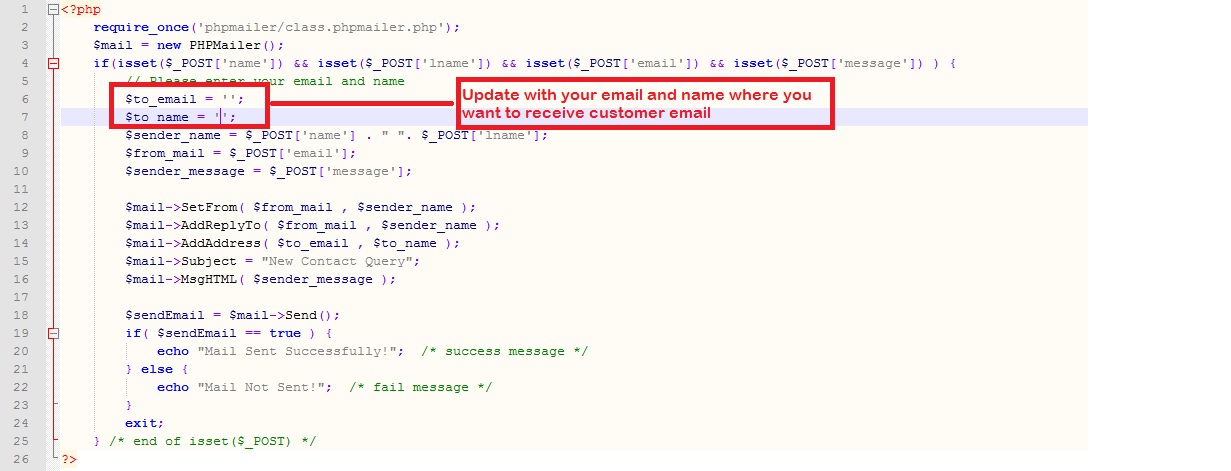 1 <?php
2 require_once('phpmailer/class.phpmailer.php');
3 $mail = new PHPMailer();
4 if(isset($_POST['name']) && isset($_POST['lname']) && isset($_POST['email']) && isset($_POST['message']) ) {
5 // Please enter your email and name
6 $to_email = '';
Update with your email and name where you
7 $to_name = '';
want to receive customer email
8 $sender_name = $_POST['name'] . " ". $_POST['lname'];
9 $from_mail = $_POST['email'];
10 $sender_message = $_POST['message'];
11
12 $mail->SetFrom( $from_mail , $sender_name );
13 $mail->AddReplyTo( $from_mail , $sender_name );
14 $mail->AddAddress( $to_email , $to_name );
15 $mail->Subject = "New Contact Query";
16 $mail->MsgHTML( $sender_message );
17
18 $sendEmail = $mail->Send();
19 if( $sendEmail == true ) {
20 echo "Mail Sent Successfully!"; /* success message */
21 } else {
22 echo "Mail Not Sent!"; /* fail message */
23 }
24 exit;
25 } /* end of isset($_POST) */
26 ?>